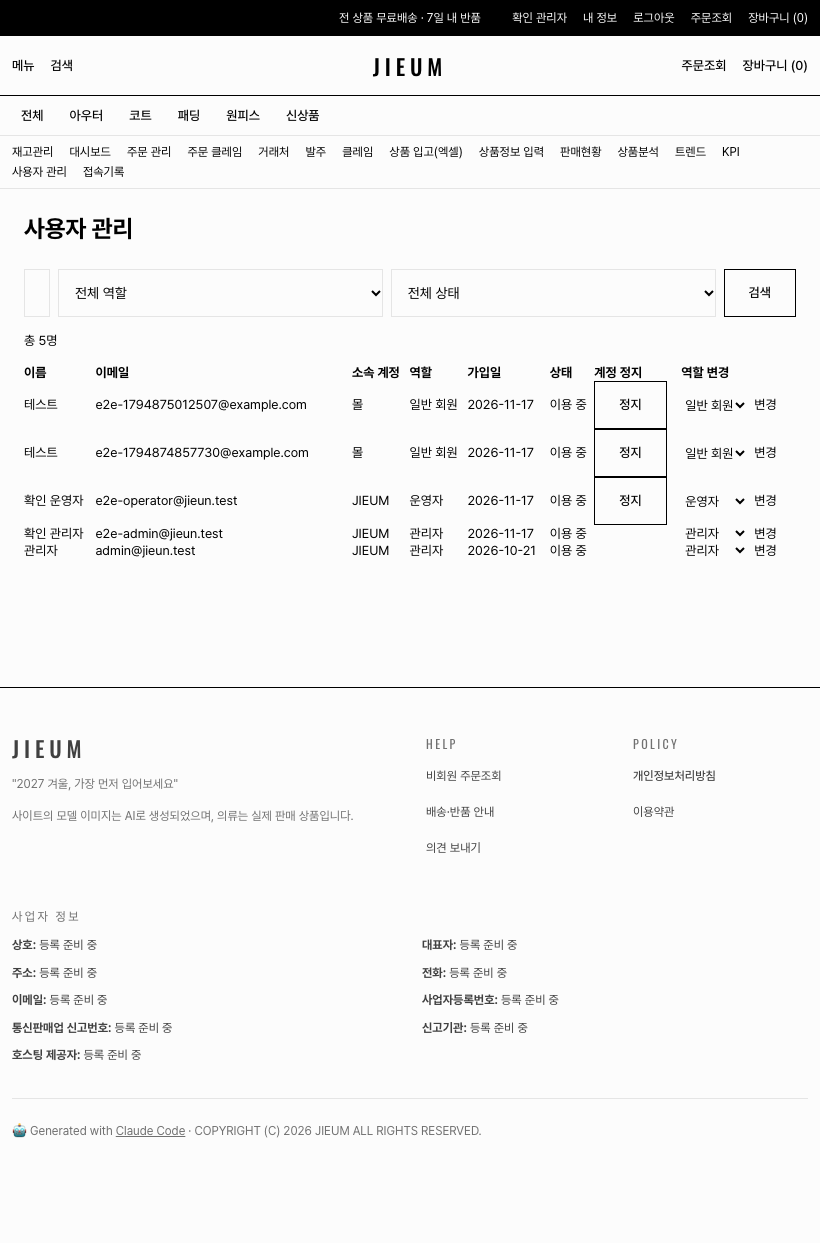 전 상품 무료배송 · 7일 내 반품 확인 관리자 내 정보 로그아웃 주문조회 장바구니 (0)
메뉴 검색 JIEUM 주문조회 장바구니 (0)
전체 아우터 코트 패딩 원피스 신상품
재고관리 대시보드 주문 관리 주문 클레임 거래처 발주 클레임 상품 입고(엑셀) 상품정보 입력 판매현황 상품분석 트렌드 KPI
사용자 관리 접속기록
사용자 관리
전체 역할 전체 상태 검색
총 5명
이름 이메일 소속 계정 역할 가입일 상태 계정 정지 역할 변경
테스트 e2e-1794875012507@example.com 몰 일반 회원 2026-11-17 이용 중 정지 일반 회원 변경
테스트 e2e-1794874857730@example.com 몰 일반 회원 2026-11-17 이용 중 정지 일반 회원 변경
확인 운영자 e2e-operator@jieun.test JIEUM 운영자 2026-11-17 이용 중 정지 운영자 변경
확인 관리자 e2e-admin@jieun.test JIEUM 관리자 2026-11-17 이용 중 관리자 변경
관리자 admin@jieun.test JIEUM 관리자 2026-10-21 이용 중 관리자 변경
JIEUM
"2027 겨울, 가장 먼저 입어보세요"
사이트의 모델 이미지는 AI로 생성되었으며, 의류는 실제 판매 상품입니다.
HELP
비회원 주문조회
배송·반품 안내
의견 보내기
POLICY
개인정보처리방침
이용약관
사업자 정보
상호: 등록 준비 중 대표자: 등록 준비 중
주소: 등록 준비 중 전화: 등록 준비 중
이메일: 등록 준비 중 사업자등록번호: 등록 준비 중
통신판매업 신고번호: 등록 준비 중 신고기관: 등록 준비 중
호스팅 제공자: 등록 준비 중
🤖 Generated with Claude Code · COPYRIGHT (C) 2026 JIEUM ALL RIGHTS RESERVED.